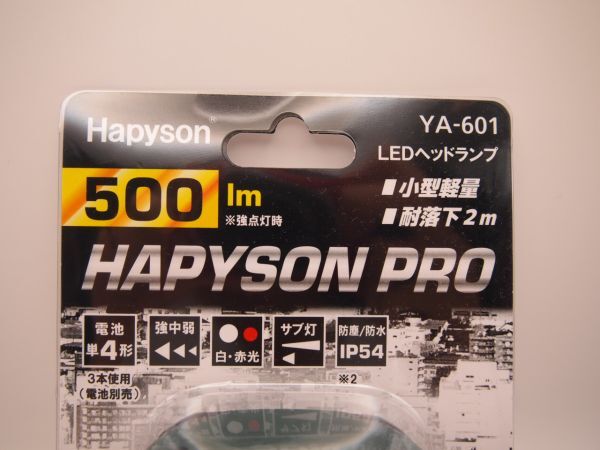 Hapyson®
YA-601
LEDヘッドランプ
500 lm
※強点灯時
■小型軽量
■耐落下2m
HAPYSON PRO
電池
単4形
強中弱
白・赤光
サブ灯
防塵/防水
IP54
3本使用
(電池別売)
※2